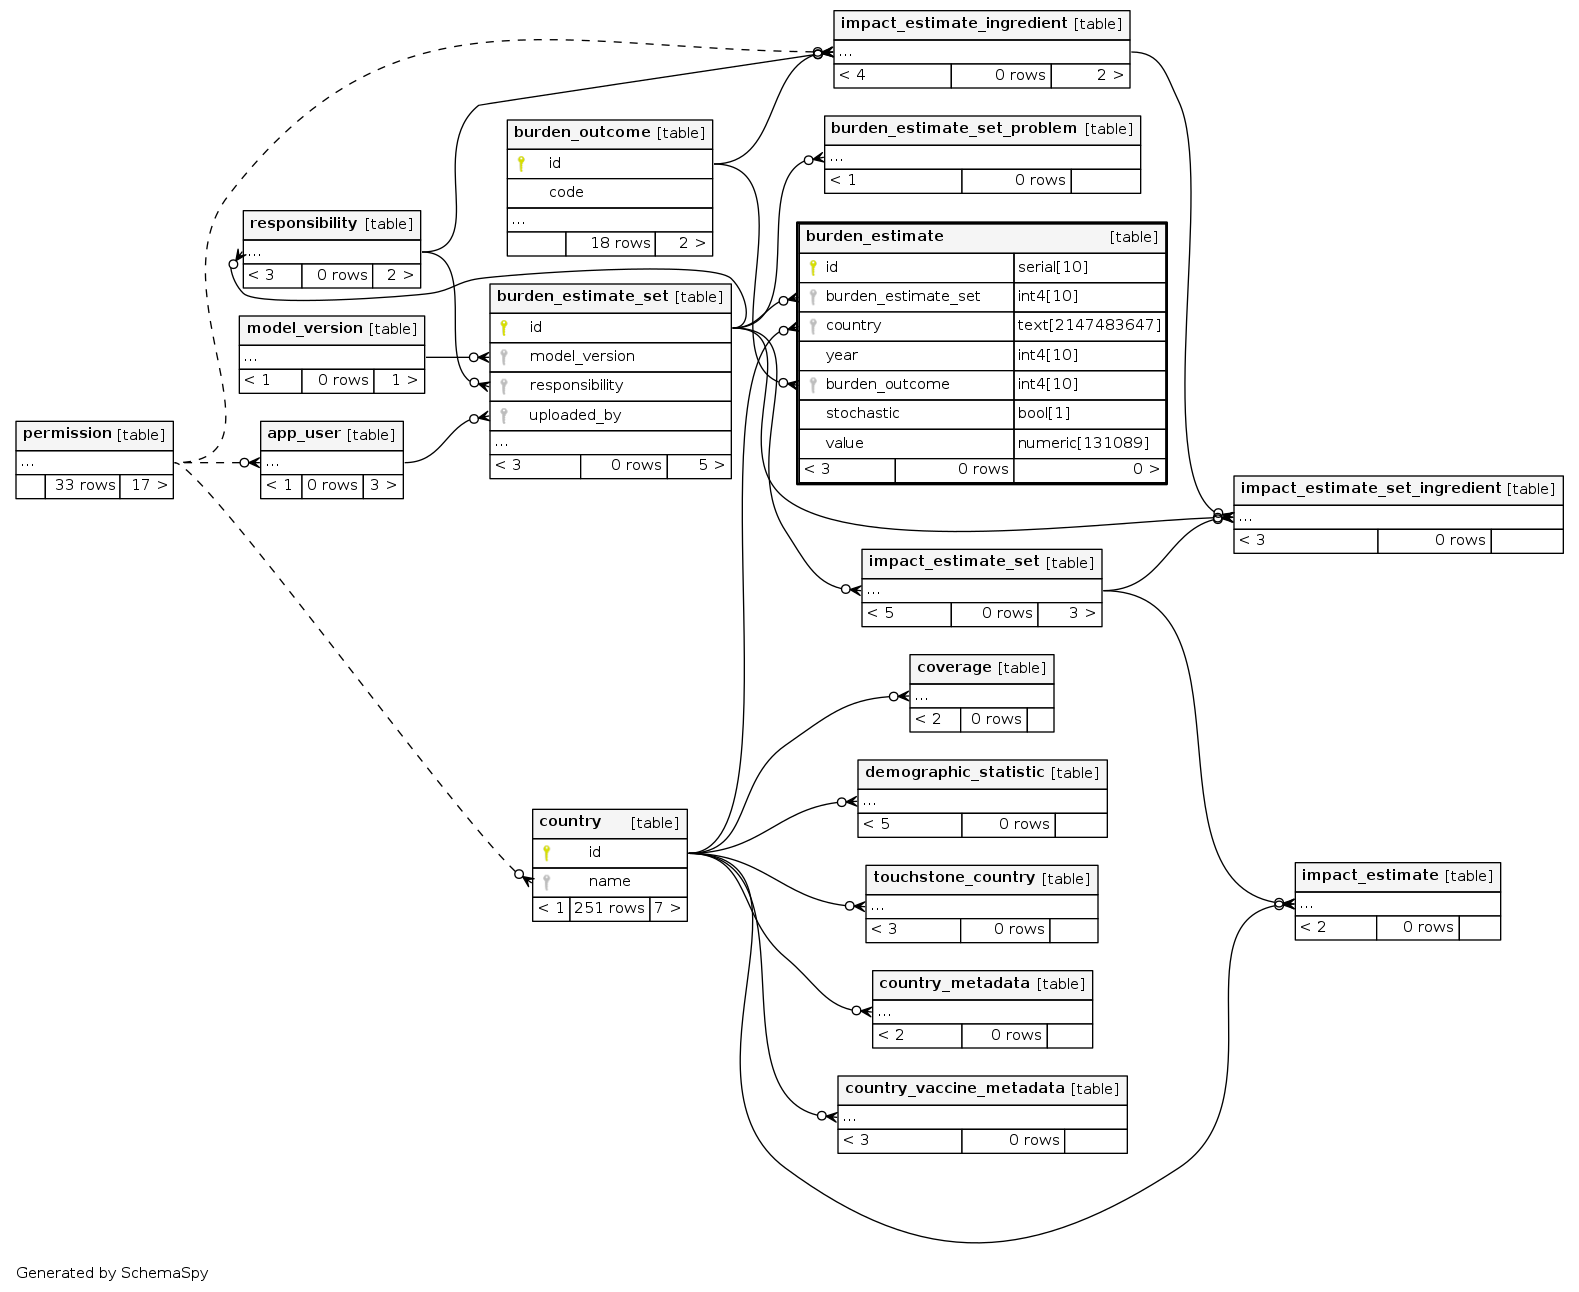 impact_estimate_ingredient [table]
...
< 4 0 rows 2 >
burden_estimate_set_problem [table]
...
< 1 0 rows
burden_outcome [table]
id
code
...
18 rows 2 >
responsibility [table]
...
< 3 0 rows 2 >
burden_estimate [table]
id serial[10]
burden_estimate_set int4[10]
country text[2147483647]
year int4[10]
burden_outcome int4[10]
stochastic bool[1]
value numeric[131089]
< 3 0 rows 0 >
burden_estimate_set [table]
id
model_version
responsibility
uploaded_by
...
< 3 0 rows 5 >
model_version [table]
...
< 1 0 rows 1 >
permission [table]
...
33 rows 17 >
app_user [table]
...
< 1 0 rows 3 >
impact_estimate_set_ingredient [table]
...
< 3 0 rows
impact_estimate_set [table]
...
< 5 0 rows 3 >
coverage [table]
...
< 2 0 rows
demographic_statistic [table]
...
< 5 0 rows
country [table]
id
name
< 1 251 rows 7 >
touchstone_country [table]
...
< 3 0 rows
impact_estimate [table]
...
< 2 0 rows
country_metadata [table]
...
< 2 0 rows
country_vaccine_metadata [table]
...
< 3 0 rows
Generated by SchemaSpy